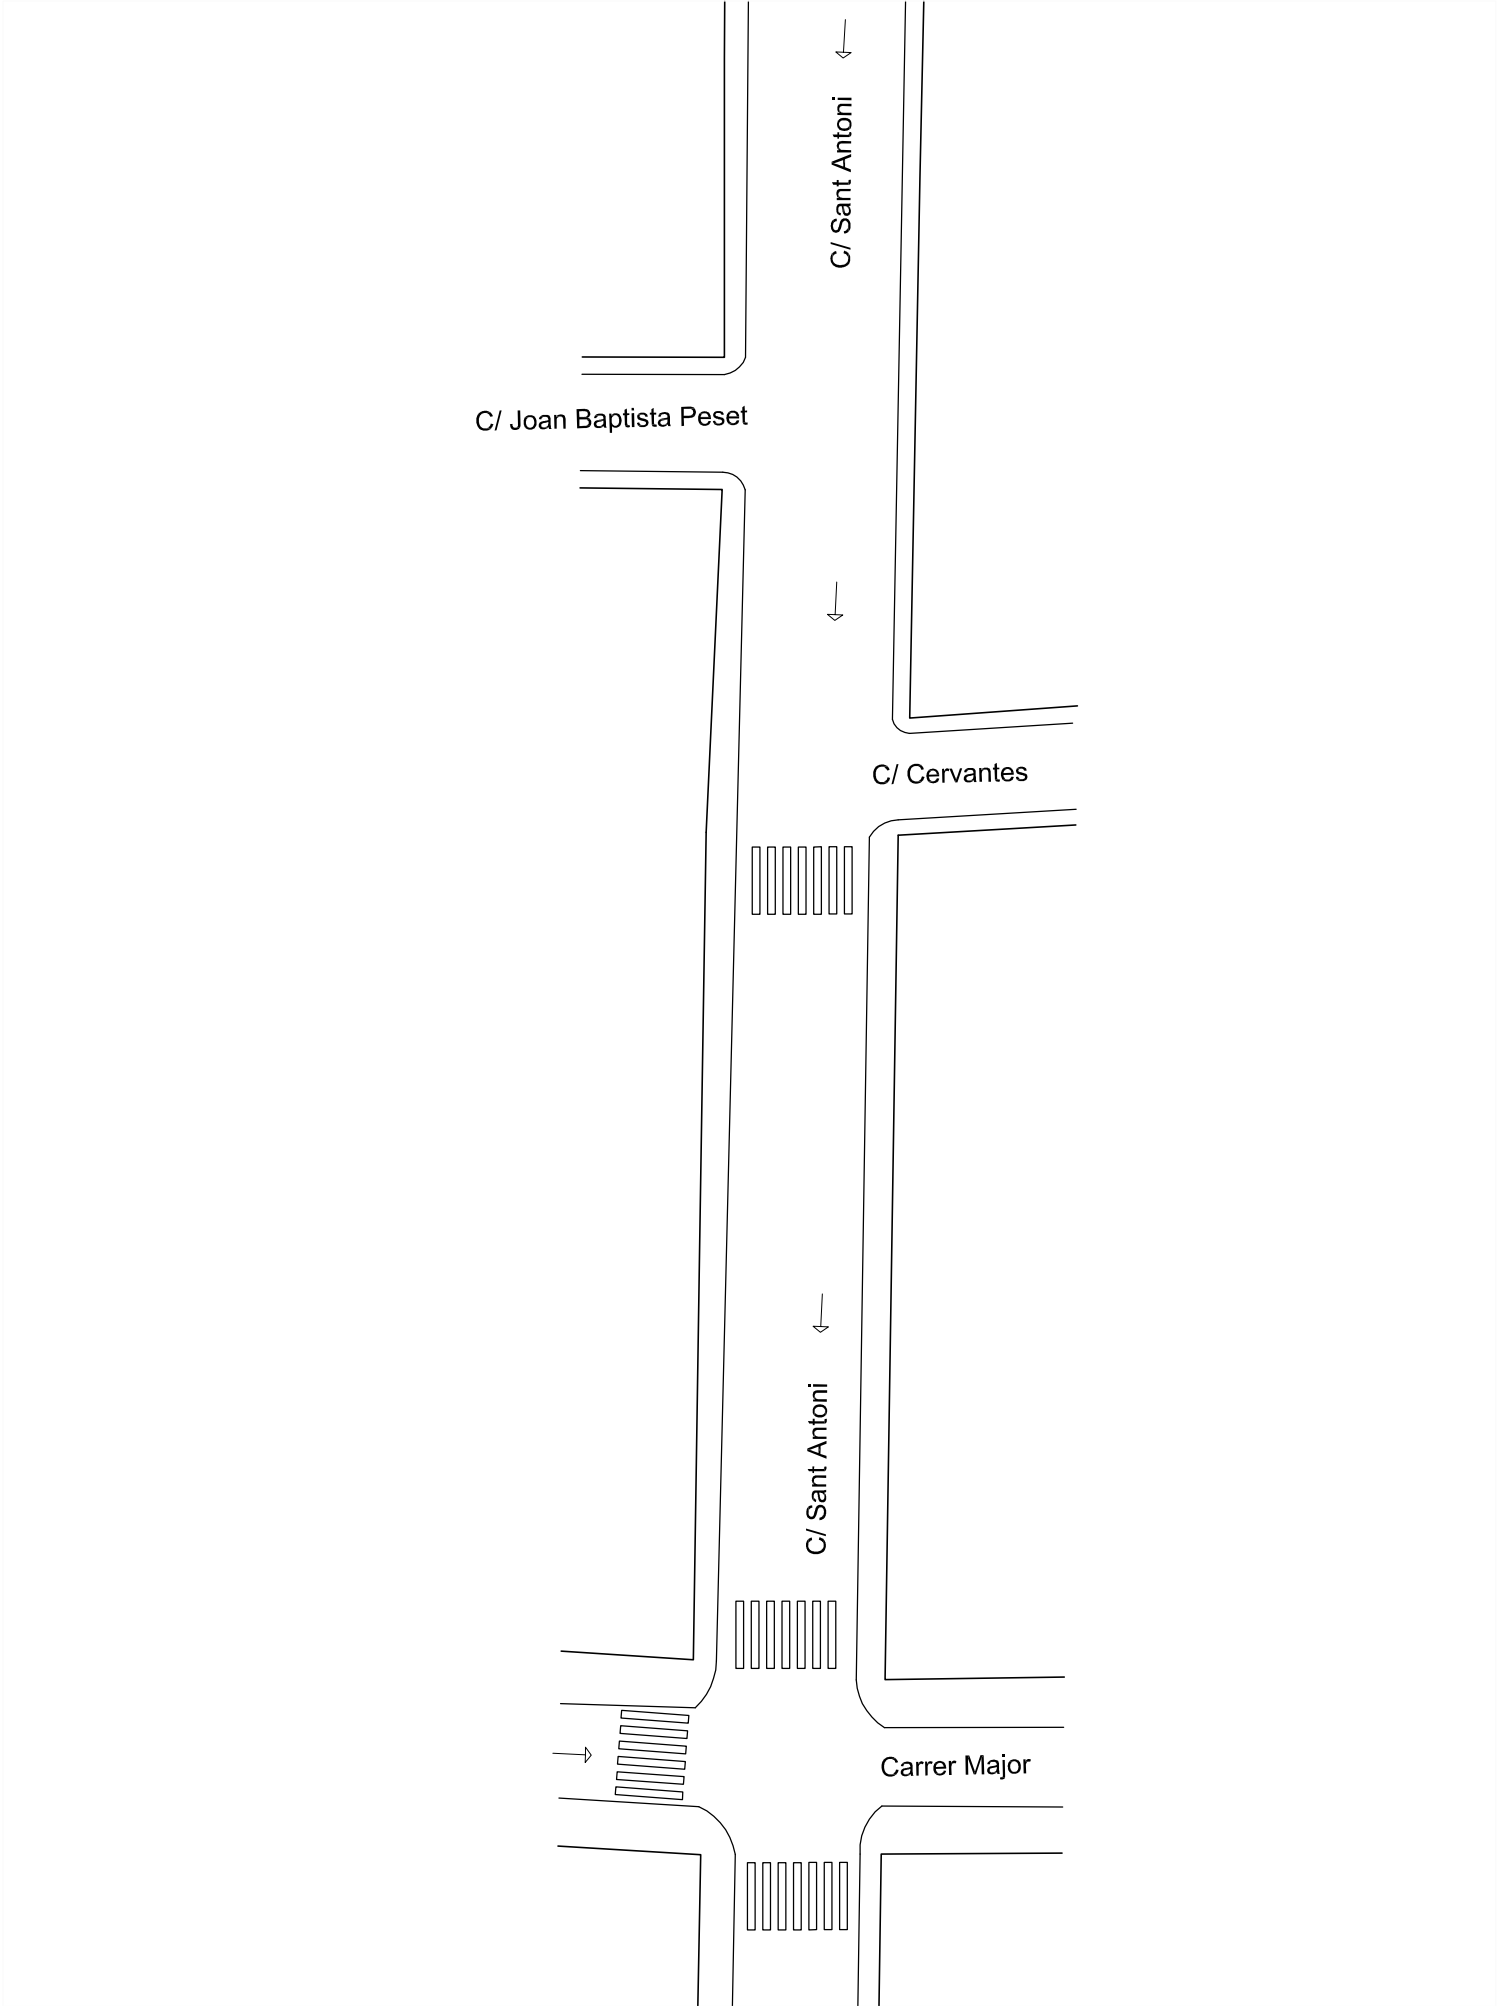 C/ Sant Antoni
C/ Joan Baptista Peset
C/ Cervantes
C/ Sant Antoni
Carrer Major